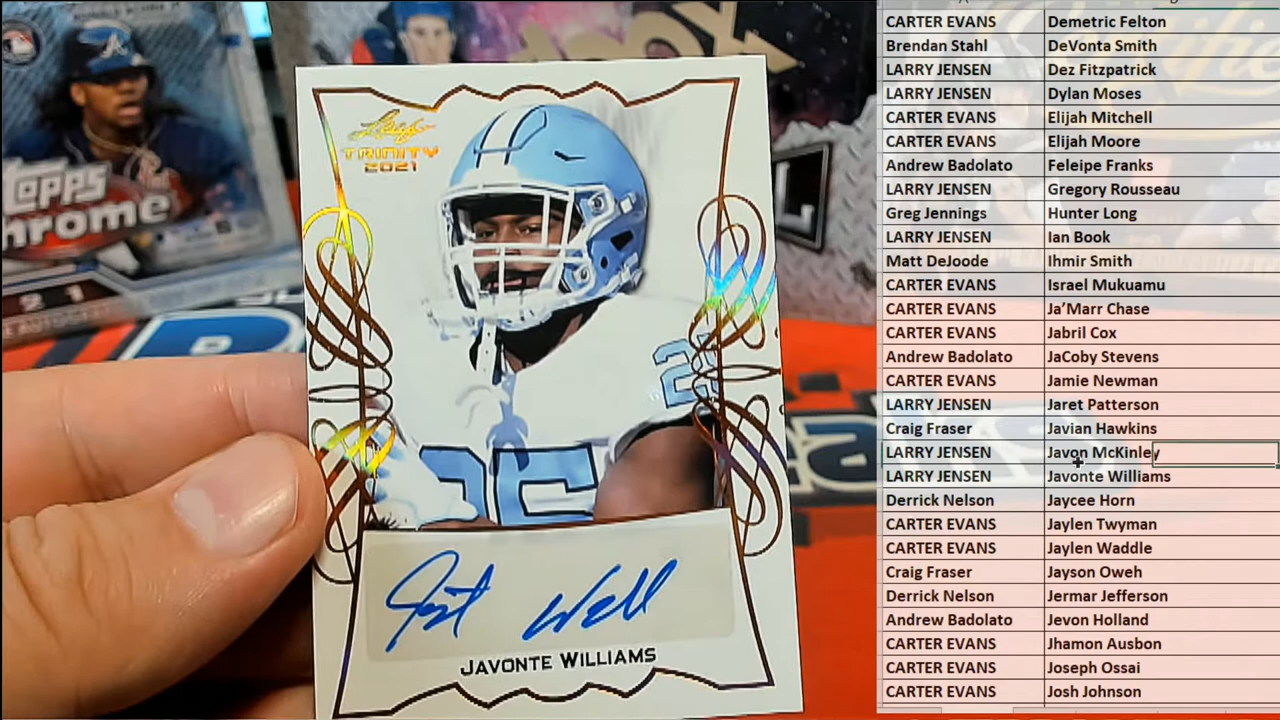 TOPPS
Chrome
2 1
Leaf
TRINITY
2021
25
25
JAVONTE WILLIAMS
CARTER EVANS Demetric Felton
Brendan Stahl DeVonta Smith
LARRY JENSEN Dez Fitzpatrick
LARRY JENSEN Dylan Moses
CARTER EVANS Elijah Mitchell
CARTER EVANS Elijah Moore
Andrew Badolato Feleipe Franks
LARRY JENSEN Gregory Rousseau
Greg Jennings Hunter Long
LARRY JENSEN Ian Book
Matt DeJoode Ihmir Smith
CARTER EVANS Israel Mukuamu
CARTER EVANS Ja’Marr Chase
CARTER EVANS Jabril Cox
Andrew Badolato JaCoby Stevens
CARTER EVANS Jamie Newman
LARRY JENSEN Jaret Patterson
Craig Fraser Javian Hawkins
LARRY JENSEN Javon McKinley
LARRY JENSEN Javonte Williams
Derrick Nelson Jaycee Horn
CARTER EVANS Jaylen Twyman
CARTER EVANS Jaylen Waddle
Craig Fraser Jayson Oweh
Derrick Nelson Jermar Jefferson
Andrew Badolato Jevon Holland
CARTER EVANS Jhamon Ausbon
CARTER EVANS Joseph Ossai
CARTER EVANS Josh Johnson